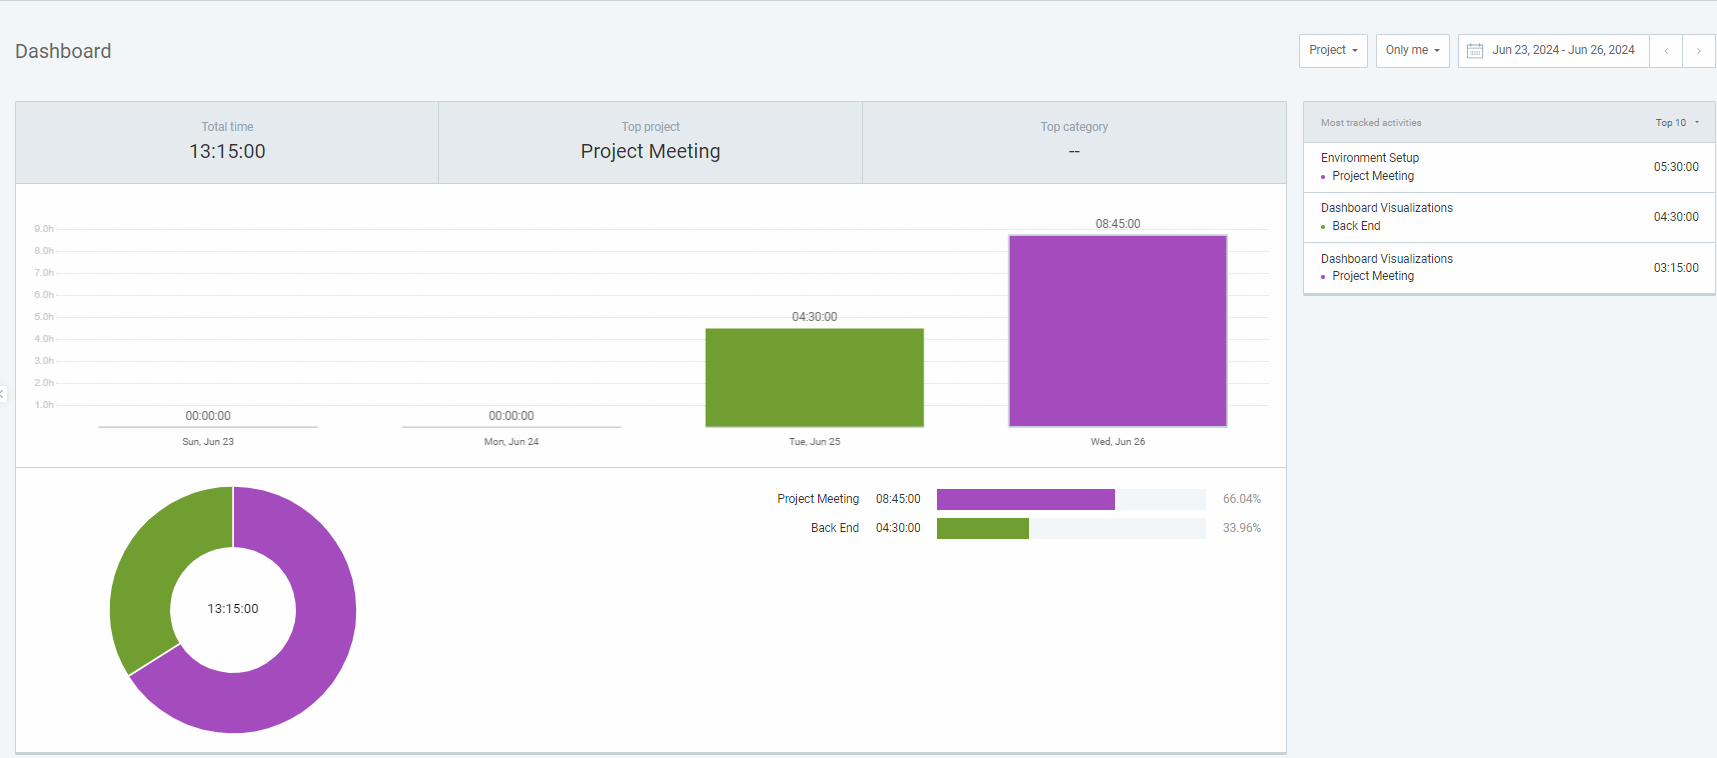 Dashboard
Project
Only me
Jun 23, 2024 - Jun 26, 2024
Total time
13:15:00
Top project
Project Meeting
Top category
--
9.0h
8.0h
7.0h
6.0h
5.0h
4.0h
3.0h
2.0h
1.0h
00:00:00
00:00:00
04:30:00
08:45:00
Sun, Jun 23
Mon, Jun 24
Tue, Jun 25
Wed, Jun 26
13:15:00
Project Meeting 08:45:00 66.04%
Back End 04:30:00 33.96%
Most tracked activities Top 10
Environment Setup
Project Meeting
05:30:00
Dashboard Visualizations
Back End
04:30:00
Dashboard Visualizations
Project Meeting
03:15:00